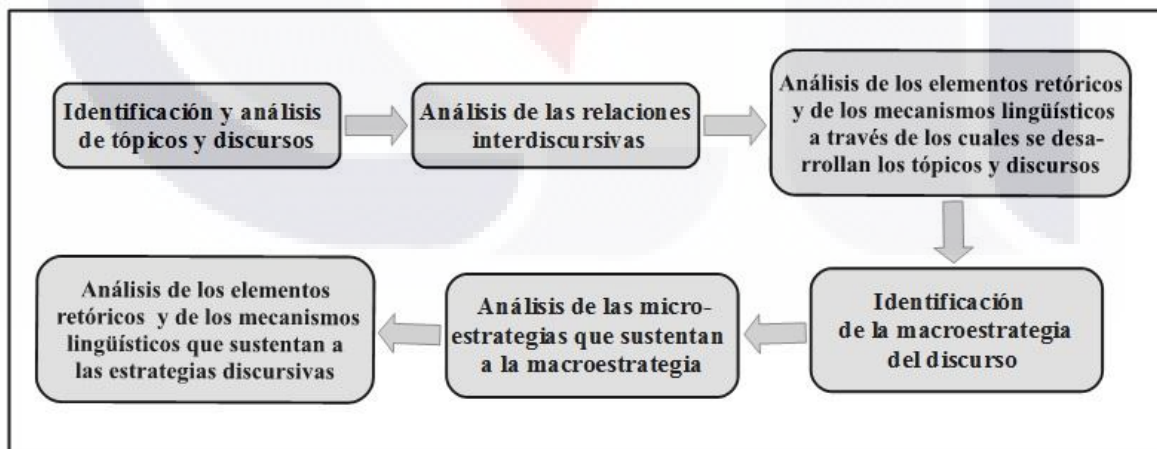 Identificación y análisis
de tópicos y discursos
Análisis de las relaciones
interdiscursivas
Análisis de los elementos retóricos
y de los mecanismos lingüísticos
a través de los cuales se desa-
rrollan los tópicos y discursos
Identificación
de la macroestrategia
del discurso
Análisis de las micro-
estrategias que sustentan
a la macroestrategia
Análisis de los elementos
retóricos y de los mecanismos
lingüísticos que sustentan a
las estrategias discursivas